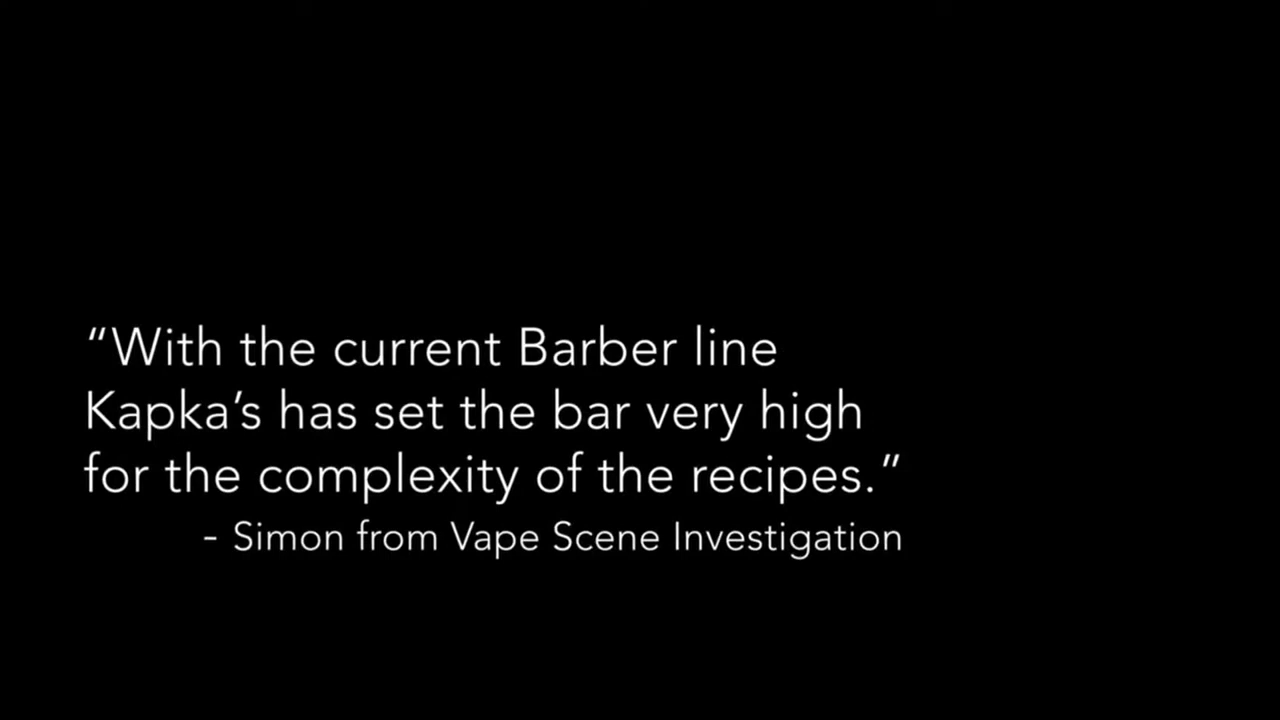 “With the current Barber line
Kapka’s has set the bar very high
for the complexity of the recipes.”
- Simon from Vape Scene Investigation